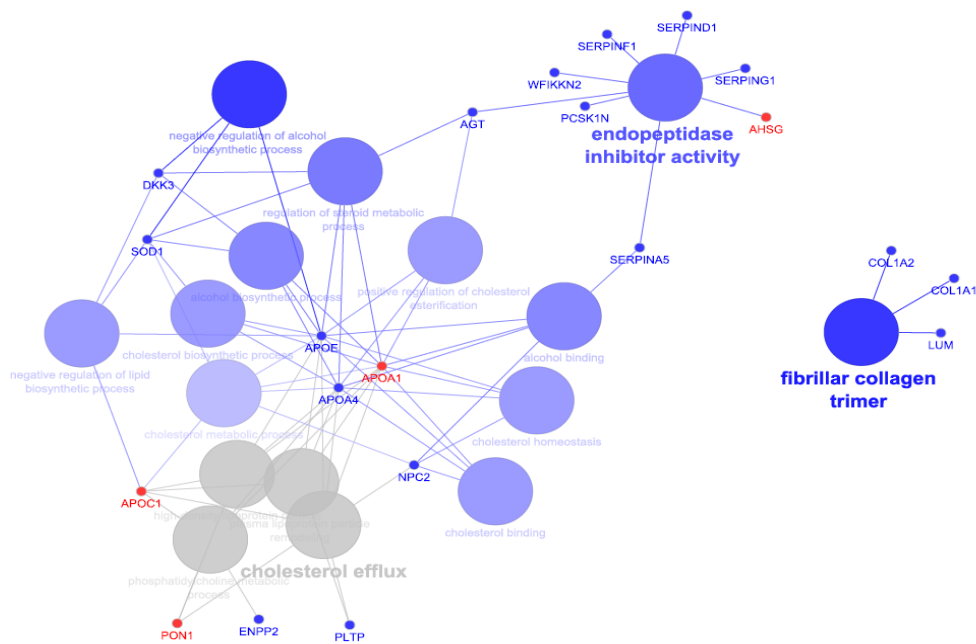 SERPIND1
SERPINF1
WFIKKN2
SERPING1
PCSK1N
AGT
AHSG
endopeptidase
inhibitor activity
negative regulation of alcohol
biosynthetic process
DKK3
regulation of steroid metabolic
process
SOD1
SERPINA5
COL1A2
COL1A1
LUM
alcohol biosynthetic process
positive regulation of cholesterol
esterification
cholesterol biosynthetic process
APOE
alcohol binding
negative regulation of lipid
biosynthetic process
APOA1
APOA4
fibrillar collagen
trimer
cholesterol metabolic process
cholesterol homeostasis
NPC2
APOC1
remodeling
cholesterol binding
cholesterol efflux
phosphatidylcholine metabolic
process
PON1
ENPP2
PLTP